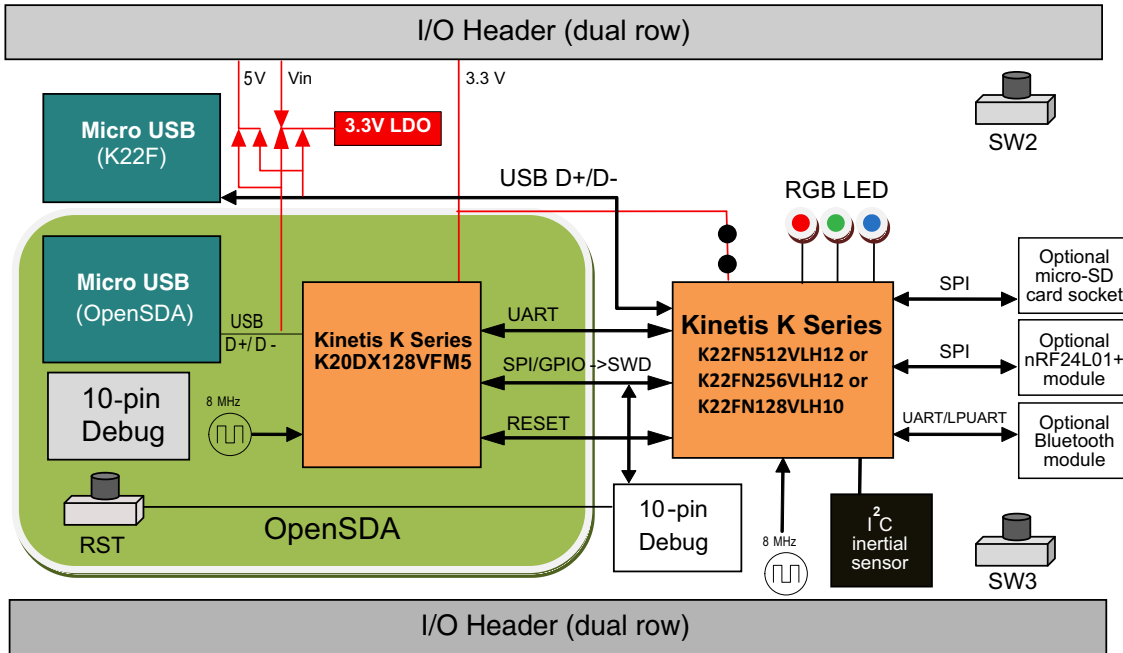 I/O Header (dual row)
5V
Vin
3.3 V
Micro USB
(K22F)
3.3V LDO
SW2
USB D+/D-
RGB LED
Micro USB
(OpenSDA)
USB
D+/ D -
Kinetis K Series
K20DX128VFM5
UART
SPI/GPIO ->SWD
RESET
Kinetis K Series
K22FN512VLH12 or
K22FN256VLH12 or
K22FN128VLH10
SPI
Optional
micro-SD
card socket
SPI
Optional
nRF24L01+
module
UART/LPUART
Optional
Bluetooth
module
10-pin
Debug
8 MHz
RST
OpenSDA
10-pin
Debug
8 MHz
I2C
inertial
sensor
SW3
I/O Header (dual row)